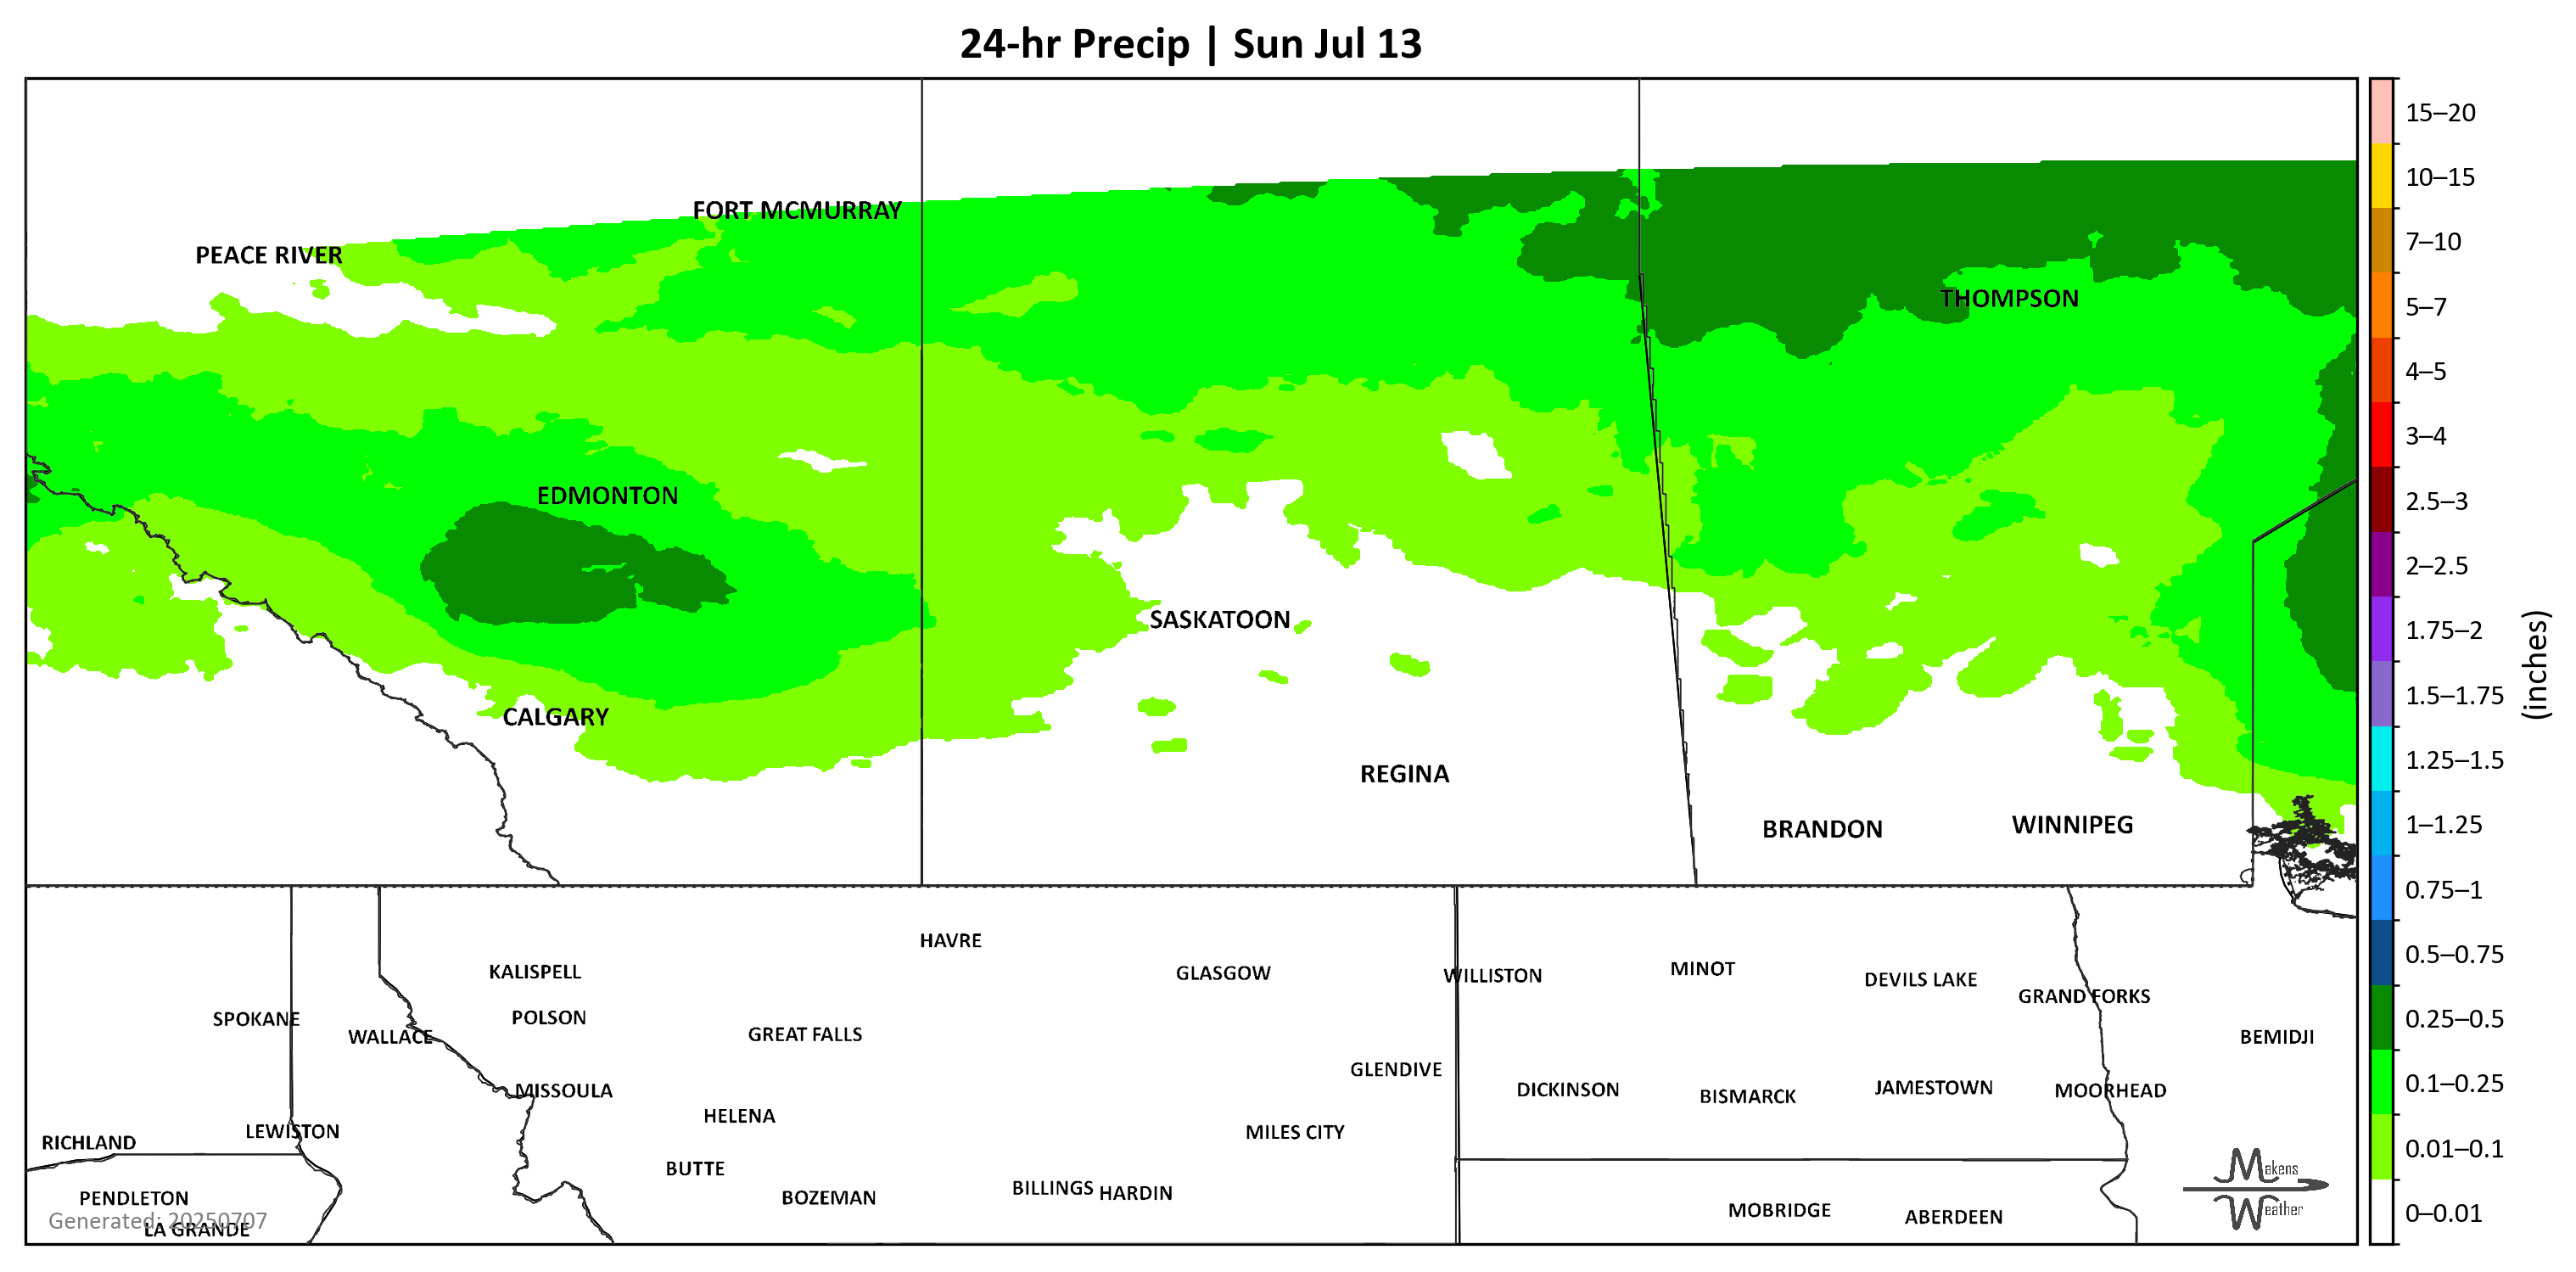 24-hr Precip | Sun Jul 13
FORT MCMURRAY
PEACE RIVER
THOMPSON
EDMONTON
SASKATOON
CALGARY
REGINA
BRANDON
WINNIPEG
HAVRE
KALISPELL
GLASGOW
WILLISTON
MINOT
DEVILS LAKE
GRAND FORKS
SPOKANE
POLSON
WALLACE
GREAT FALLS
BEMIDJI
GLENDIVE
MISSOULA
DICKINSON
BISMARCK
JAMESTOWN
MOORHEAD
HELENA
LEWISTON
MILES CITY
RICHLAND
BUTTE
BILLINGS
HARDIN
BOZEMAN
PENDLETON
MOBRIDGE
ABERDEEN
Generated: 20250707
LA GRANDE
Makens
Weather
15–20
10–15
7–10
5–7
4–5
3–4
2.5–3
2–2.5
1.75–2
1.5–1.75
1.25–1.5
1–1.25
0.75–1
0.5–0.75
0.25–0.5
0.1–0.25
0.01–0.1
0–0.01
(inches)